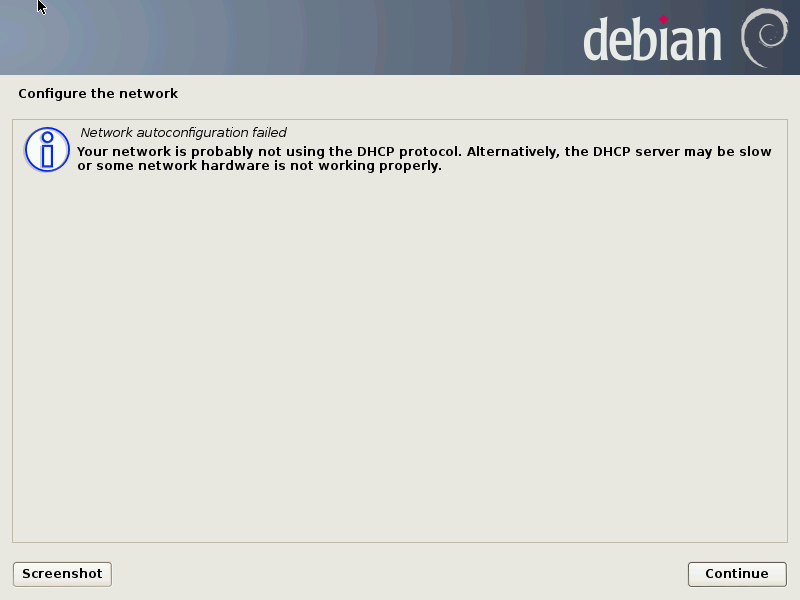 debian
Configure the network
Network autoconfiguration failed
Your network is probably not using the DHCP protocol. Alternatively, the DHCP server may be slow
or some network hardware is not working properly.
Screenshot
Continue